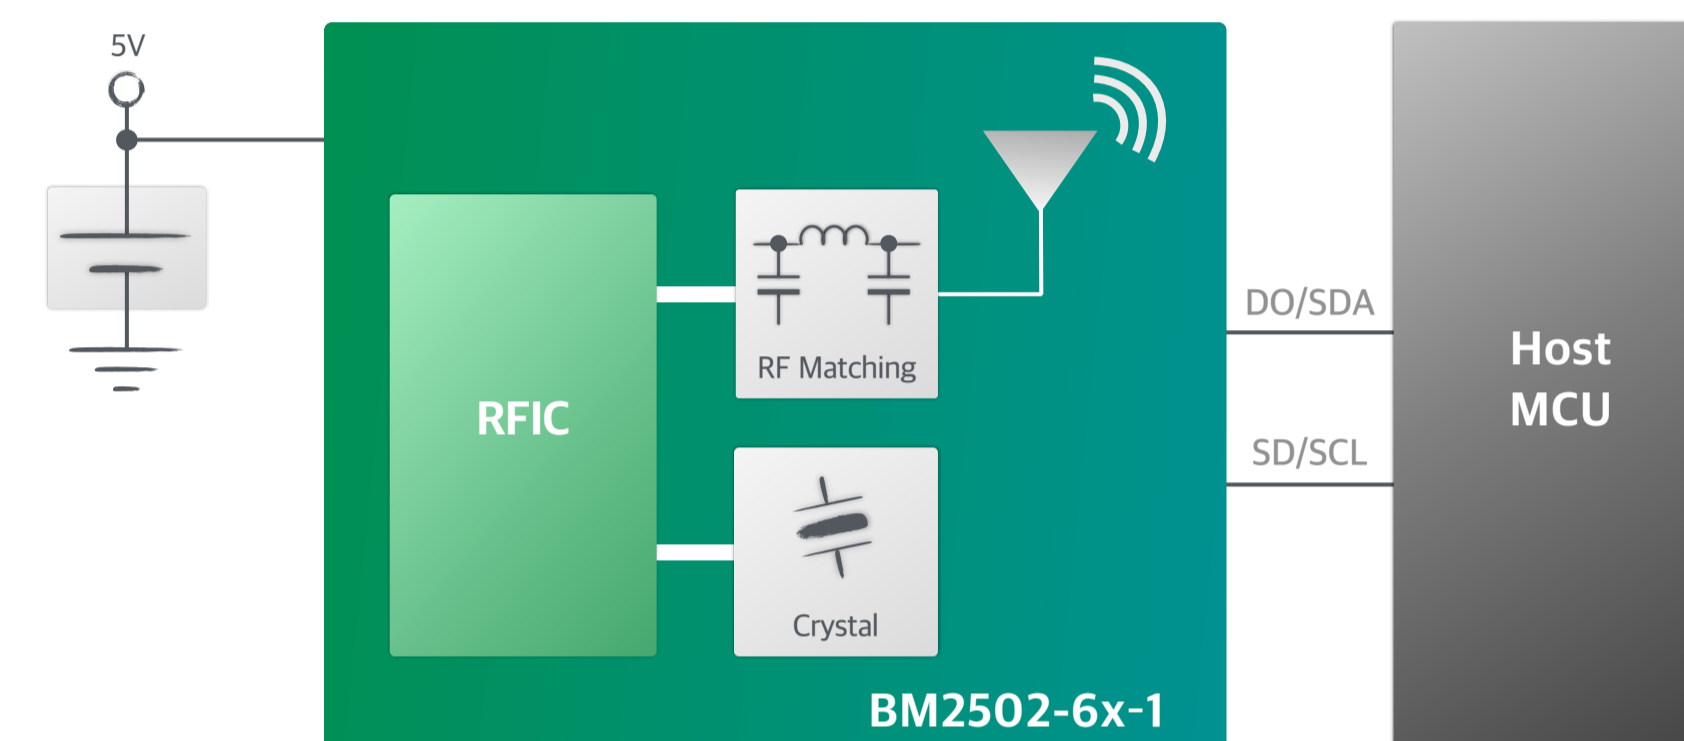 5V
RF Matching
RFIC
Crystal
BM2502-6x-1
DO/SDA
SD/SCL
Host
MCU